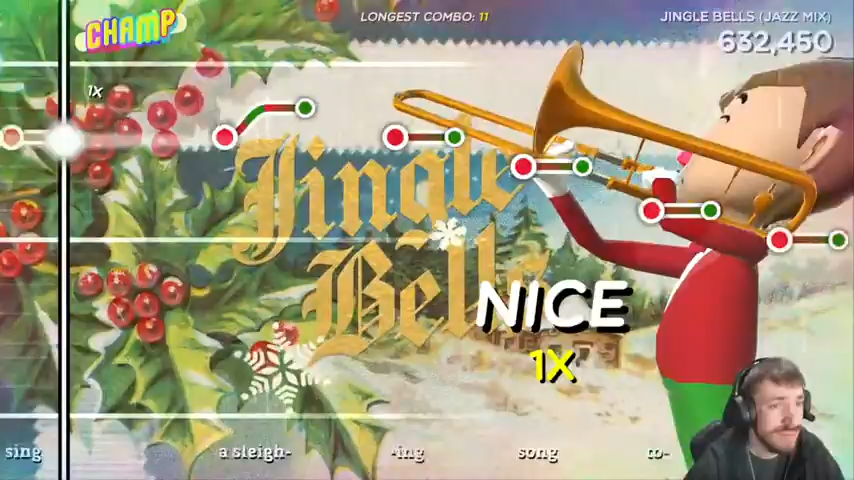 CHAMP
LONGEST COMBO: 11
JINGLE BELLS (JAZZ MIX)
632,450
1X
Jingle
Bells
NICE
1X
sing a sleigh- -ing song to-